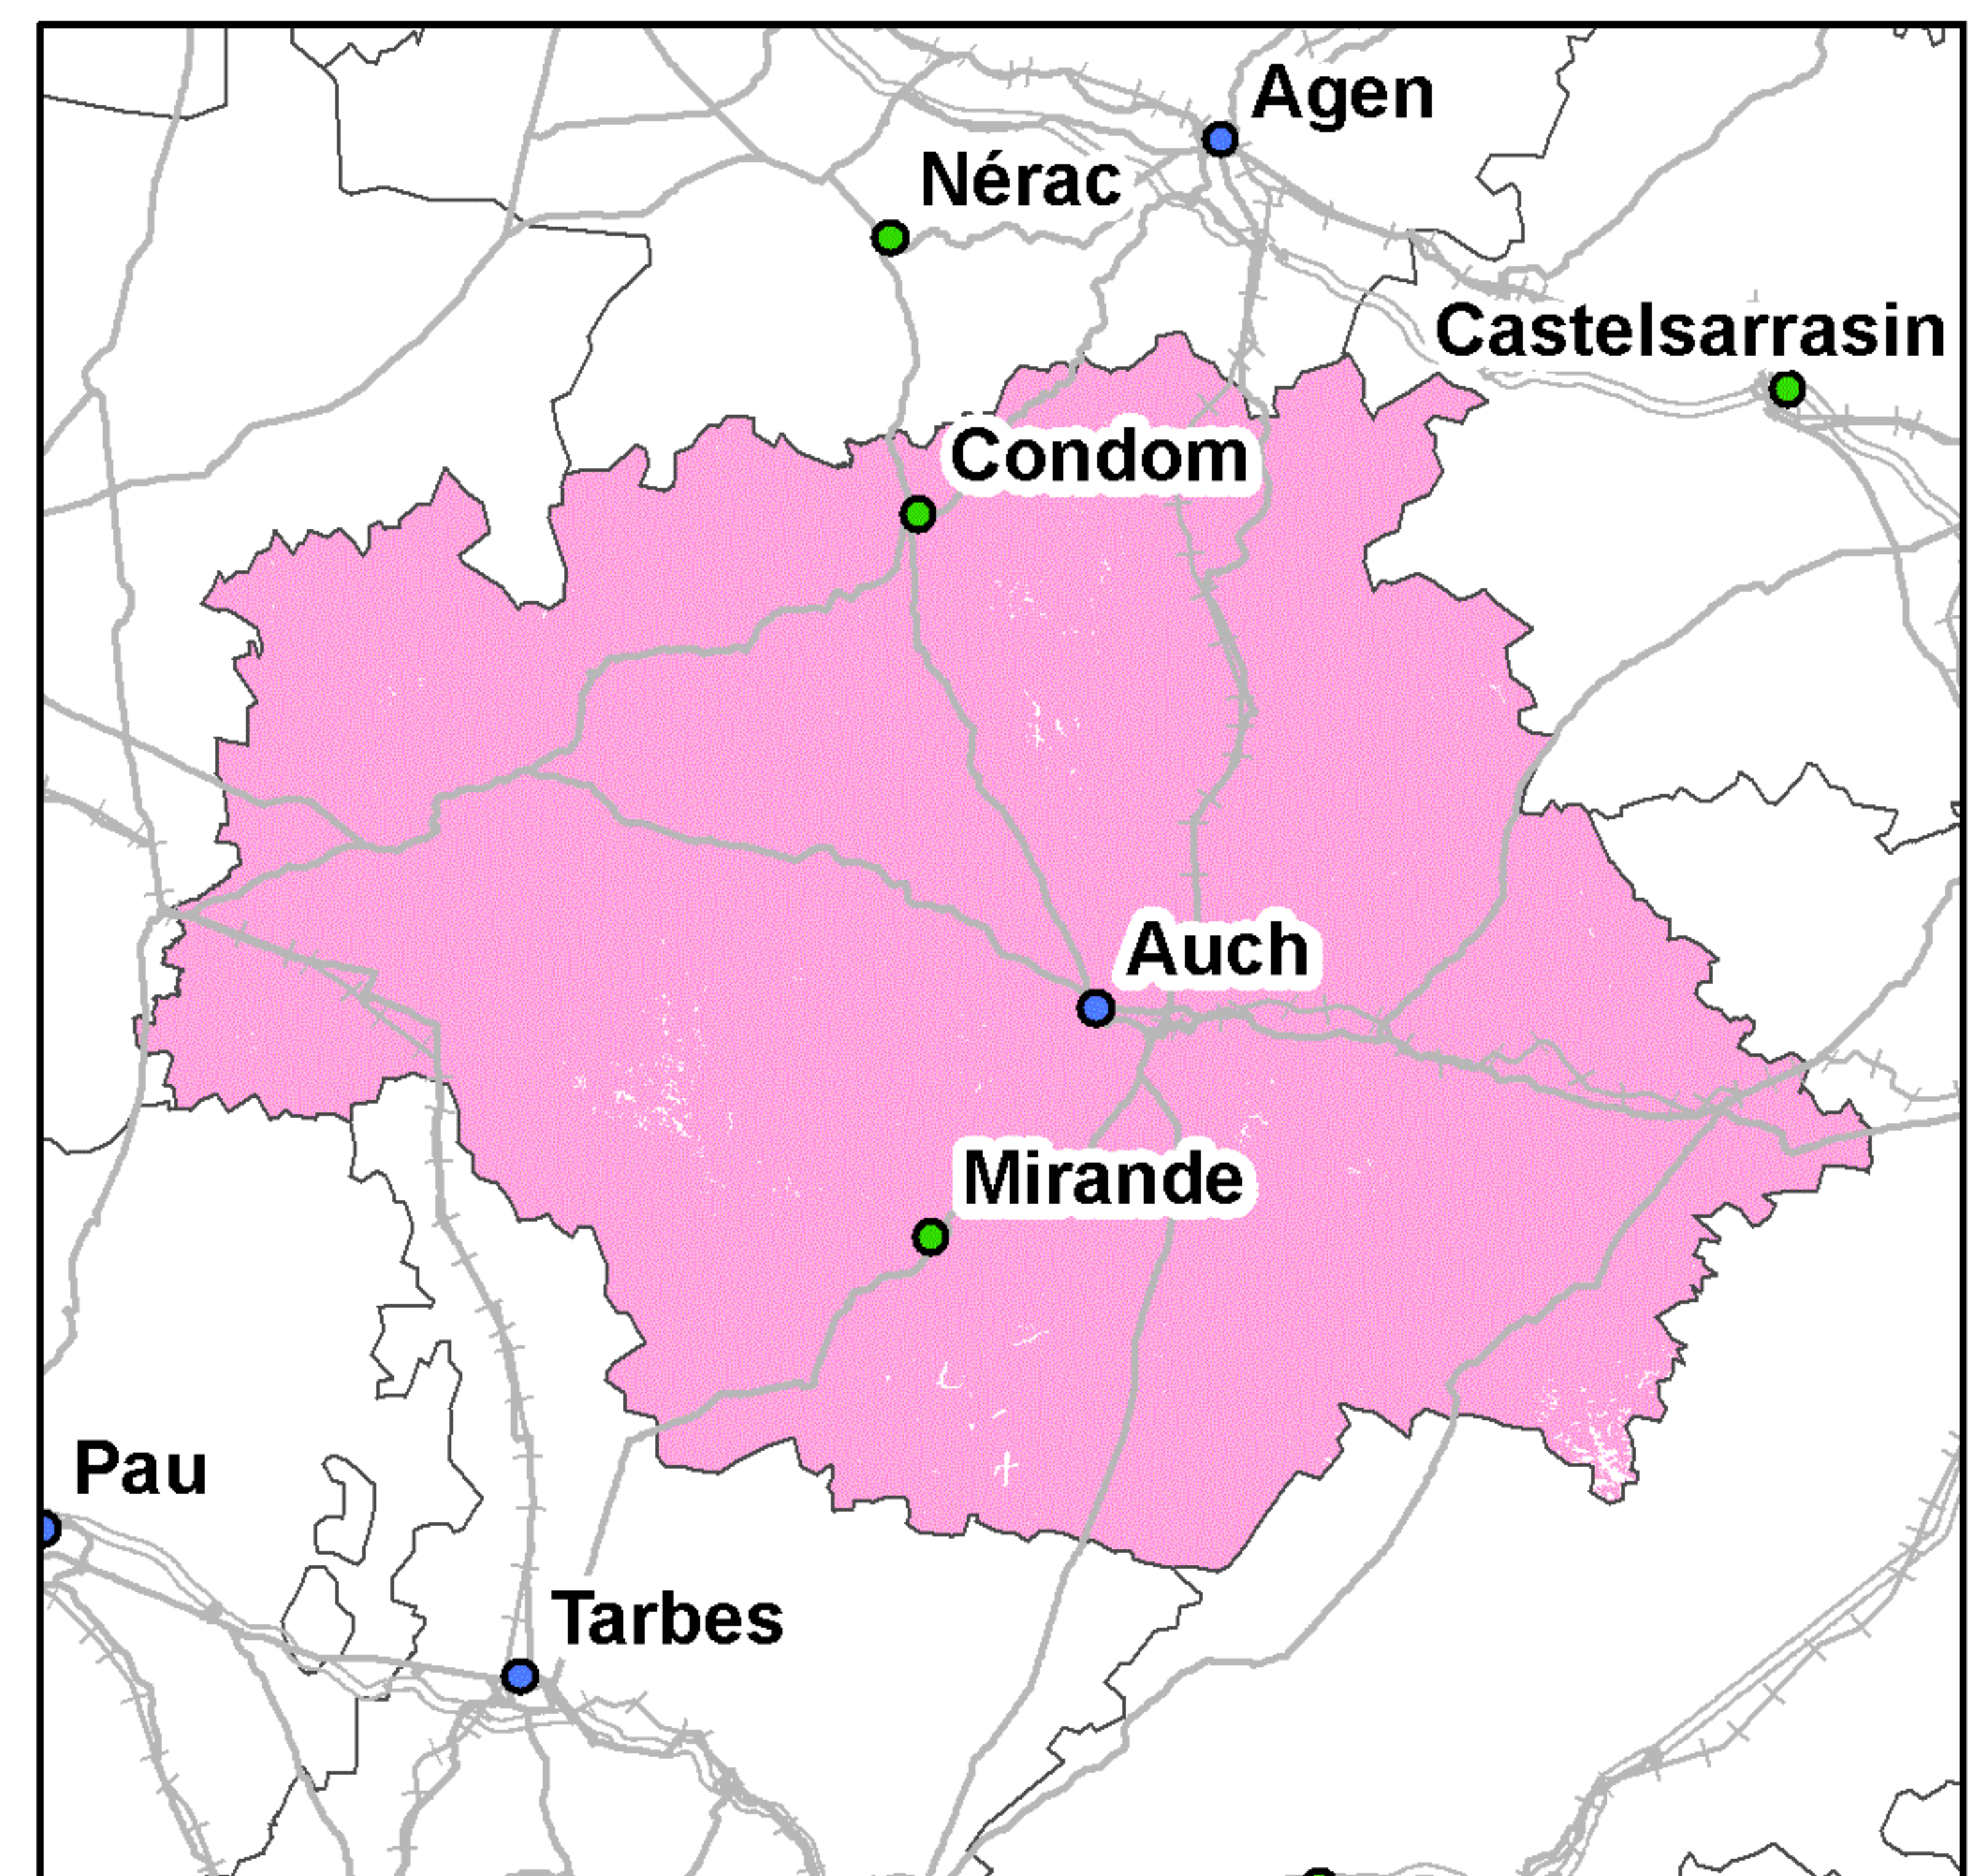 Agen
Nérac
Castelsarrasin
Condom
Auch
Mirande
Pau
Tarbes